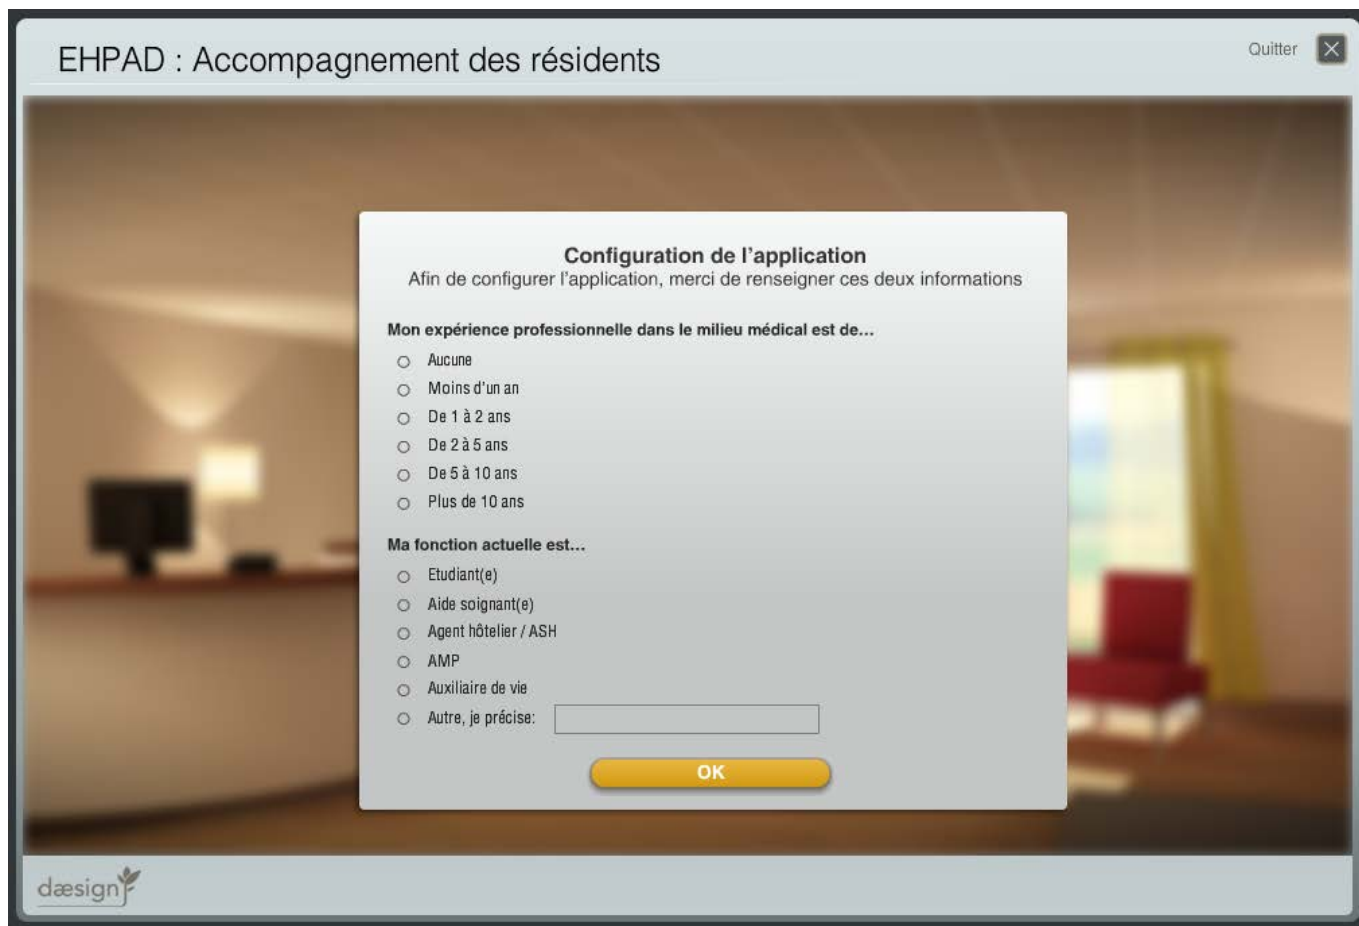 EHPAD : Accompagnement des résidents
Quitter
Configuration de l'application
Afin de configurer l'application, merci de renseigner ces deux informations
Mon expérience professionnelle dans le milieu médical est de...
Aucune
Moins d'un an
De 1 à 2 ans
De 2 à 5 ans
De 5 à 10 ans
Plus de 10 ans
Ma fonction actuelle est...
Etudiant(e)
Aide soignant(e)
Agent hôtelier / ASH
AMP
Auxiliaire de vie
Autre, je précise:
OK
dæsign